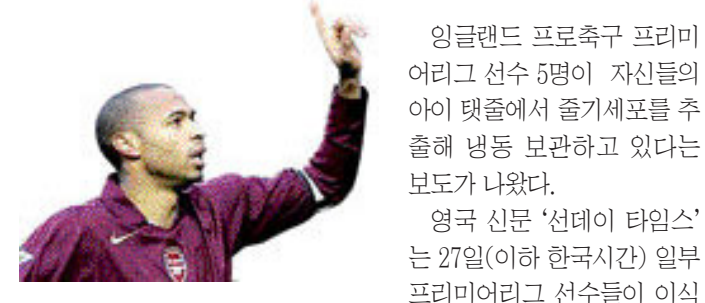 잉글랜드 프로축구 프리미
어리그 선수 5명이 자신들의
아이 탯줄에서 줄기세포를 추
출해 냉동 보관하고 있다는
보도가 나왔다.
영국 신문 ‘선데이 타임스’
는 27일(이하 한국시간) 일부
프리미어리그 선수들이 이식